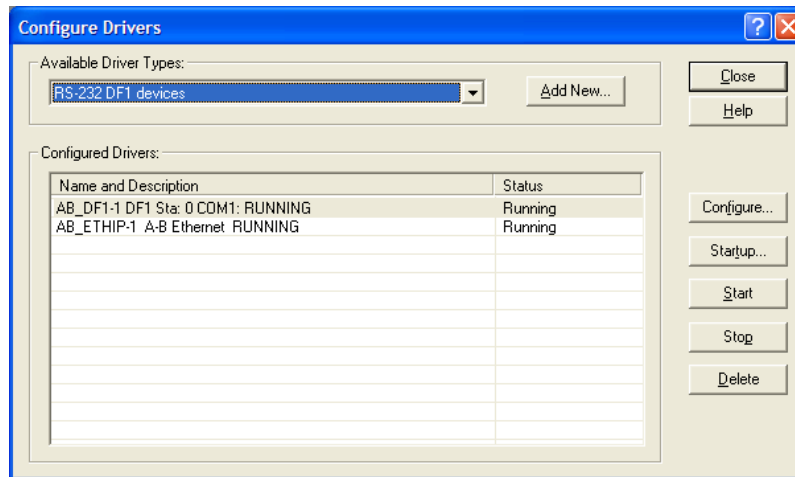 Configure Drivers
Available Driver Types:
RS-232 DF1 devices
Add New...
Close
Help
Configured Drivers:
Name and Description Status
AB_DF1-1 DF1 Sta: 0 COM1: RUNNING Running
AB_ETHIP-1 A-B Ethernet RUNNING Running
Configure...
Startup...
Start
Stop
Delete